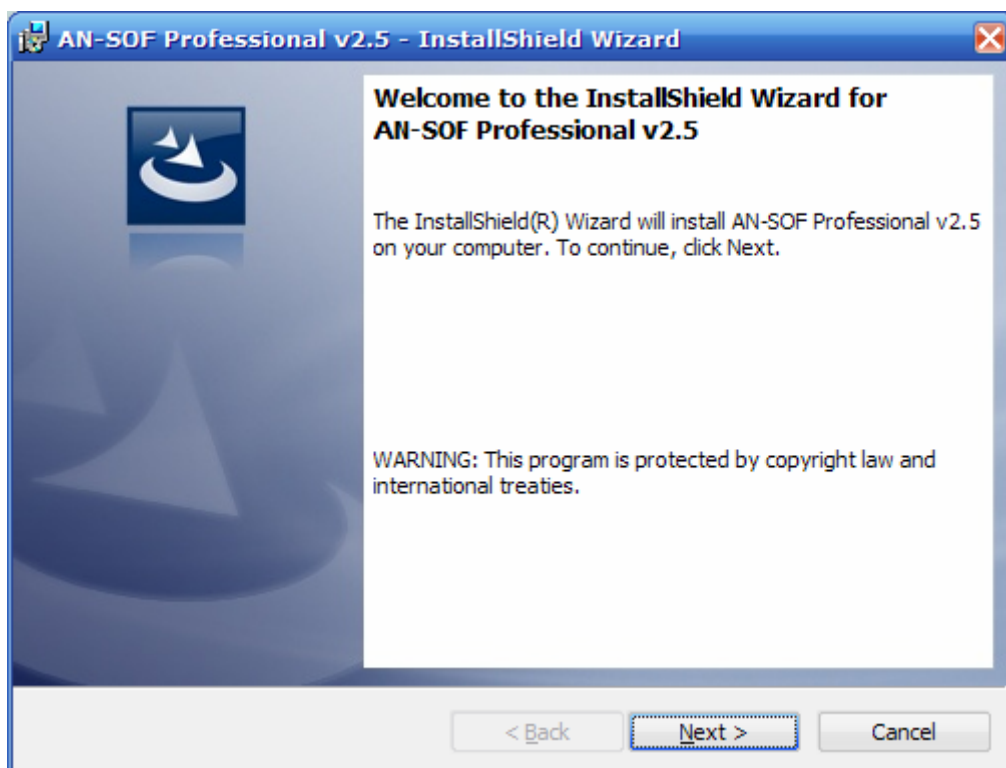 AN-SOF Professional v2.5 - InstallShield Wizard
Welcome to the InstallShield Wizard for
AN-SOF Professional v2.5
The InstallShield(R) Wizard will install AN-SOF Professional v2.5
on your computer. To continue, click Next.
WARNING: This program is protected by copyright law and
international treaties.
< Back
Next >
Cancel